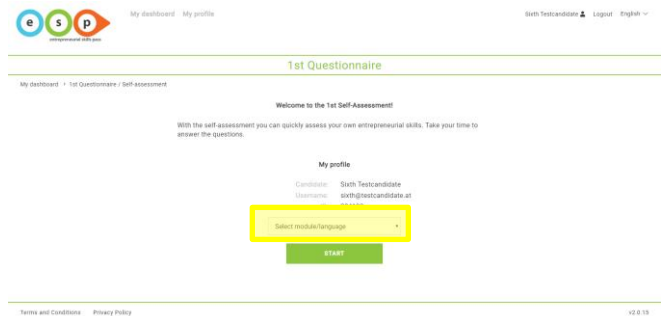 e s p
entrepreneurial skills pass
My dashboard My profile
Sixth Testcandidate Logout English
1st Questionnaire
My dashboard › 1st Questionnaire / Self-assessment
Welcome to the 1st Self-Assessment!
With the self-assessment you can quickly assess your own entrepreneurial skills. Take your time to
answer the questions.
My profile
Candidate: Sixth Testcandidate
Username: sixth@testcandidate.at
Select module/language
START
Terms and Conditions Privacy Policy
v2.0.15